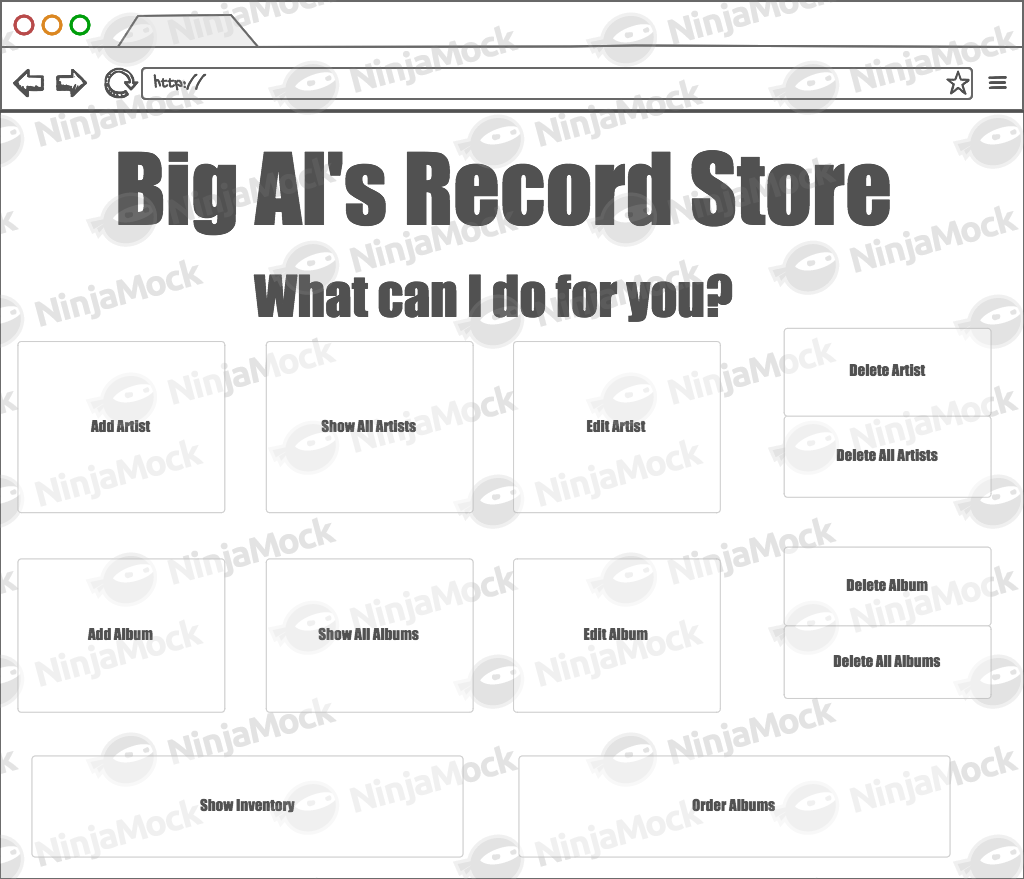 http://
Big Al's Record Store
What can I do for you?
Add Artist
Show All Artists
Edit Artist
Delete Artist
Delete All Artists
Add Album
Show All Albums
Edit Album
Delete Album
Delete All Albums
Show Inventory
Order Albums
NinjaMock